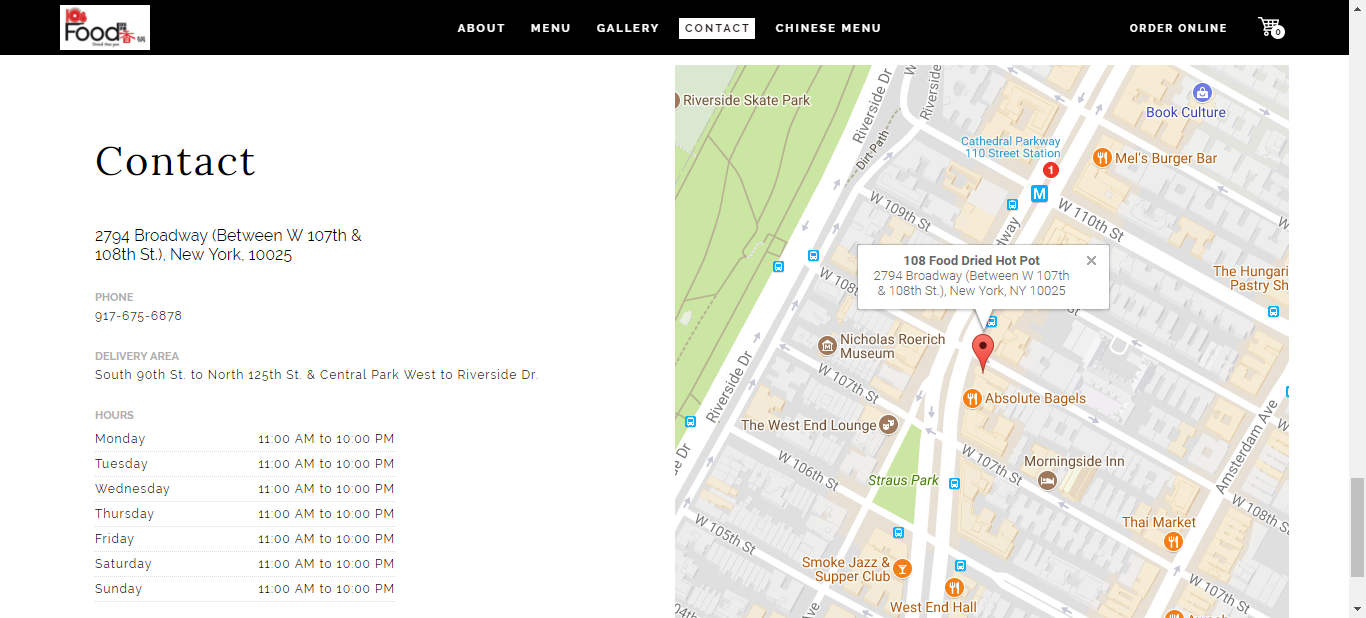 108
Food 麻辣香锅
Dried Hot pot
ABOUT
MENU
GALLERY
CONTACT
CHINESE MENU
ORDER ONLINE
0
Contact
2794 Broadway (Between W 107th &
108th St.), New York, 10025
PHONE
917-675-6878
DELIVERY AREA
South 90th St. to North 125th St. & Central Park West to Riverside Dr.
HOURS
Monday 11:00 AM to 10:00 PM
Tuesday 11:00 AM to 10:00 PM
Wednesday 11:00 AM to 10:00 PM
Thursday 11:00 AM to 10:00 PM
Friday 11:00 AM to 10:00 PM
Saturday 11:00 AM to 10:00 PM
Sunday 11:00 AM to 10:00 PM
Riverside Skate Park
Riverside Dr
W
Riverside
Dirt Path
Book Culture
Cathedral Parkway
110 Street Station
1
M
Mel's Burger Bar
W 109th St
W 110th St
way
108 Food Dried Hot Pot
2794 Broadway (Between W 107th
& 108th St.), New York, NY 10025
W 108th
The Hungari
Pastry Sh
Nicholas Roerich
Museum
Riverside Dr
W 107th St
Absolute Bagels
The West End Lounge
Amsterdam Ave
e Dr
W 106th St
Straus Park
W 107th St
Morningside Inn
W 108th S
W 105th St
Thai Market
Smoke Jazz &
Supper Club
West End Hall
W 107th St
04th St
Ave